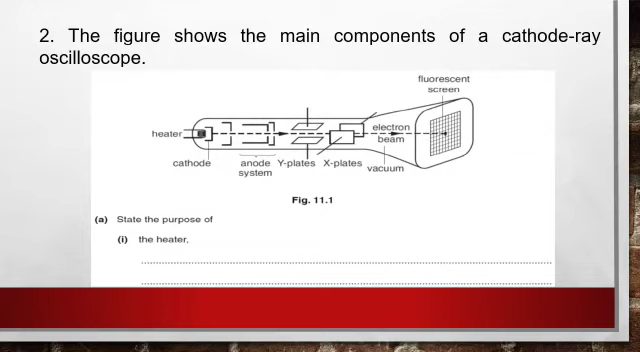 2. The figure shows the main components of a cathode-ray
oscilloscope.
fluorescent
screen
heater
electron
beam
cathode
anode
system
Y-plates
X-plates
vacuum
Fig. 11.1
(a) State the purpose of
(i) the heater,